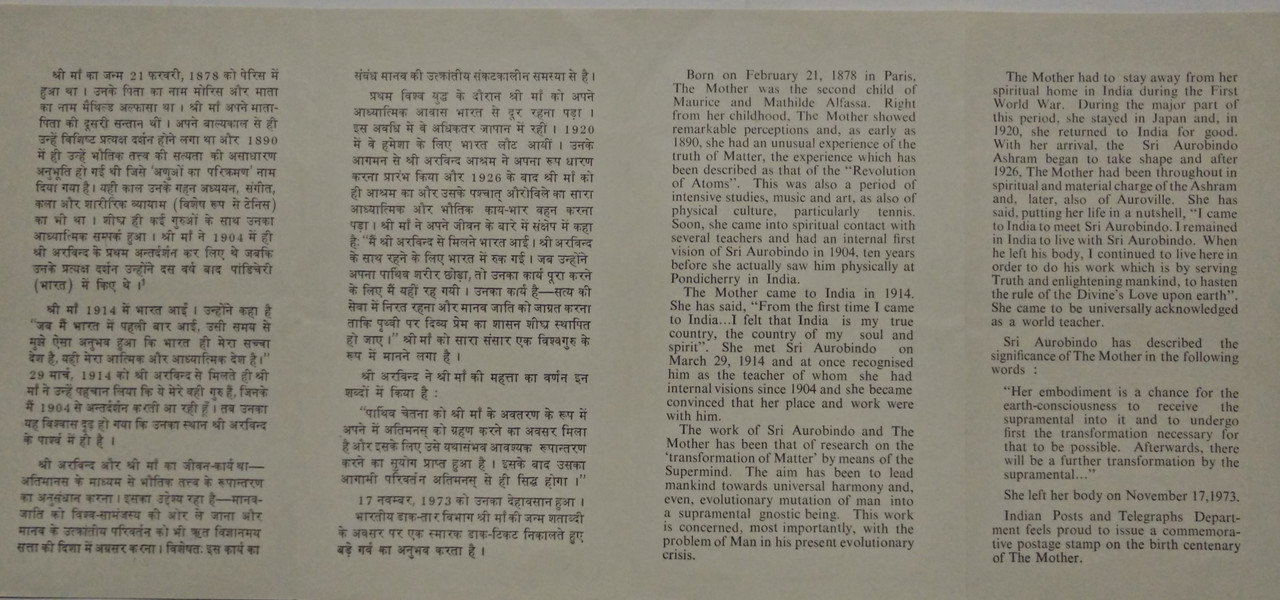 श्री माँ का जन्म 21 फरवरी, 1878 को पेरिस में
हुआ था । उनके पिता का नाम मोरिस और माता
का नाम मैथिल्ड अल्फासा था । श्री माँ अपने माता-
पिता की दूसरी सन्तान थीं । अपने बाल्यकाल से ही
उन्हें विशिष्ट प्रत्यक्ष दर्शन होने लगा था और 1890
में ही उन्हें भौतिक तत्त्व की सत्यता की असाधारण
अनुभूति हो गई थी जिसे 'अणुओं का परिक्रमण' नाम
दिया गया है । यही काल उनके गहन अध्ययन, संगीत,
कला और शारीरिक व्यायाम (विशेष रूप से टेनिस)
का भी था । शीघ्र ही कई गुरुओं के साथ उनका
आध्यात्मिक सम्पर्क हुआ । श्री माँ ने 1904 में ही
श्री अरविन्द के प्रथम अन्तर्दर्शन कर लिए थे जबकि
उनके प्रत्यक्ष दर्शन उन्होंने दस वर्ष बाद पांडिचेरी
(भारत) में किए थे ।
श्री माँ 1914 में भारत आईं । उन्होंने कहा है
"जब मैं भारत में पहली बार आई, उसी समय से
मुझे ऐसा अनुभव हुआ कि भारत ही मेरा सच्चा
देश है, यही मेरा आत्मिक और आध्यात्मिक देश है ।"
29 मार्च, 1914 को श्री अरविन्द से मिलते ही श्री
माँ ने उन्हें पहचान लिया कि ये मेरे वही गुरु हैं, जिनके
मैं 1904 से अन्तर्दर्शन करती आ रही हूँ । तब उनका
यह विश्वास दृढ़ हो गया कि उनका स्थान श्री अरविन्द
के पार्श्व में ही है ।
श्री अरविन्द और श्री माँ का जीवन-कार्य था—
अतिमानस के माध्यम से भौतिक तत्त्व के रूपान्तरण
का अनुसंधान करना । इसका उद्देश्य रहा है—मानव-
जाति को विश्व-सामंजस्य की ओर ले जाना और
मानव के उत्क्रांतीय परिवर्तन को भी ऋत विज्ञानमय
सत्ता की दिशा में अग्रसर करना । विशेषतः इस कार्य का
संबंध मानव की उत्क्रांतीय संकटकालीन समस्या से है ।
प्रथम विश्व युद्ध के दौरान श्री माँ को अपने
आध्यात्मिक आवास भारत से दूर रहना पड़ा ।
इस अवधि में वे अधिकतर जापान में रहीं । 1920
में वे हमेशा के लिए भारत लौट आयीं । उनके
आगमन से श्री अरविन्द आश्रम ने अपना रूप धारण
करना प्रारंभ किया और 1926 के बाद श्री माँ को
ही आश्रम का और उसके पश्चात् औरोविले का सारा
आध्यात्मिक और भौतिक कार्य-भार वहन करना
पड़ा । श्री माँ ने अपने जीवन के बारे में संक्षेप में कहा
है: "मैं श्री अरविन्द से मिलने भारत आई । श्री अरविन्द
के साथ रहने के लिए भारत में रुक गई । जब उन्होंने
अपना पार्थिव शरीर छोड़ा, तो उनका कार्य पूरा करने
के लिए मैं यहीं रह गयी । उनका कार्य है—सत्य की
सेवा में निरत रहना और मानव जाति को जाग्रत करना
ताकि पृथ्वी पर दिव्य प्रेम का शासन शीघ्र स्थापित
हो जाए ।" श्री माँ को सारा संसार एक विश्वगुरु के
रूप में मानने लगा है ।
श्री अरविन्द ने श्री माँ की महत्ता का वर्णन इन
शब्दों में किया है :
"पार्थिव चेतना को श्री माँ के अवतरण के रूप में
अपने में अतिमनस् को ग्रहण करने का अवसर मिला
है और इसके लिए उसे यथासंभव आवश्यक रूपान्तरण
करने का सुयोग प्राप्त हुआ है । इसके बाद उसका
आगामी परिवर्तन अतिमनस् से ही सिद्ध होगा ।"
17 नवम्बर, 1973 को उनका देहावसान हुआ ।
भारतीय डाक-तार विभाग श्री माँ की जन्म शताब्दी
के अवसर पर एक स्मारक डाक-टिकट निकालते हुए
बड़े गर्व का अनुभव करता है ।
Born on February 21, 1878 in Paris,
The Mother was the second child of
Maurice and Mathilde Alfassa. Right
from her childhood, The Mother showed
remarkable perceptions and, as early as
1890, she had an unusual experience of the
truth of Matter, the experience which has
been described as that of the "Revolution
of Atoms". This was also a period of
intensive studies, music and art, as also of
physical culture, particularly tennis.
Soon, she came into spiritual contact with
several teachers and had an internal first
vision of Sri Aurobindo in 1904, ten years
before she actually saw him physically at
Pondicherry in India.
The Mother came to India in 1914.
She has said, "From the first time I came
to India...I felt that India is my true
country, the country of my soul and
spirit". She met Sri Aurobindo on
March 29, 1914 and at once recognised
him as the teacher of whom she had
internal visions since 1904 and she became
convinced that her place and work were
with him.
The work of Sri Aurobindo and The
Mother has been that of research on the
'transformation of Matter' by means of the
Supermind. The aim has been to lead
mankind towards universal harmony and,
even, evolutionary mutation of man into
a supramental gnostic being. This work
is concerned, most importantly, with the
problem of Man in his present evolutionary
crisis.
The Mother had to stay away from her
spiritual home in India during the First
World War. During the major part of
this period, she stayed in Japan and, in
1920, she returned to India for good.
With her arrival, the Sri Aurobindo
Ashram began to take shape and after
1926, The Mother had been throughout in
spiritual and material charge of the Ashram
and, later, also of Auroville. She has
said, putting her life in a nutshell, "I came
to India to meet Sri Aurobindo. I remained
in India to live with Sri Aurobindo. When
he left his body, I continued to live here in
order to do his work which is by serving
Truth and enlightening mankind, to hasten
the rule of the Divine's Love upon earth".
She came to be universally acknowledged
as a world teacher.
Sri Aurobindo has described the
significance of The Mother in the following
words :
"Her embodiment is a chance for the
earth-consciousness to receive the
supramental into it and to undergo
first the transformation necessary for
that to be possible. Afterwards, there
will be a further transformation by the
supramental..."
She left her body on November 17,1973.
Indian Posts and Telegraphs Depart-
ment feels proud to issue a commemora-
tive postage stamp on the birth centenary
of The Mother.